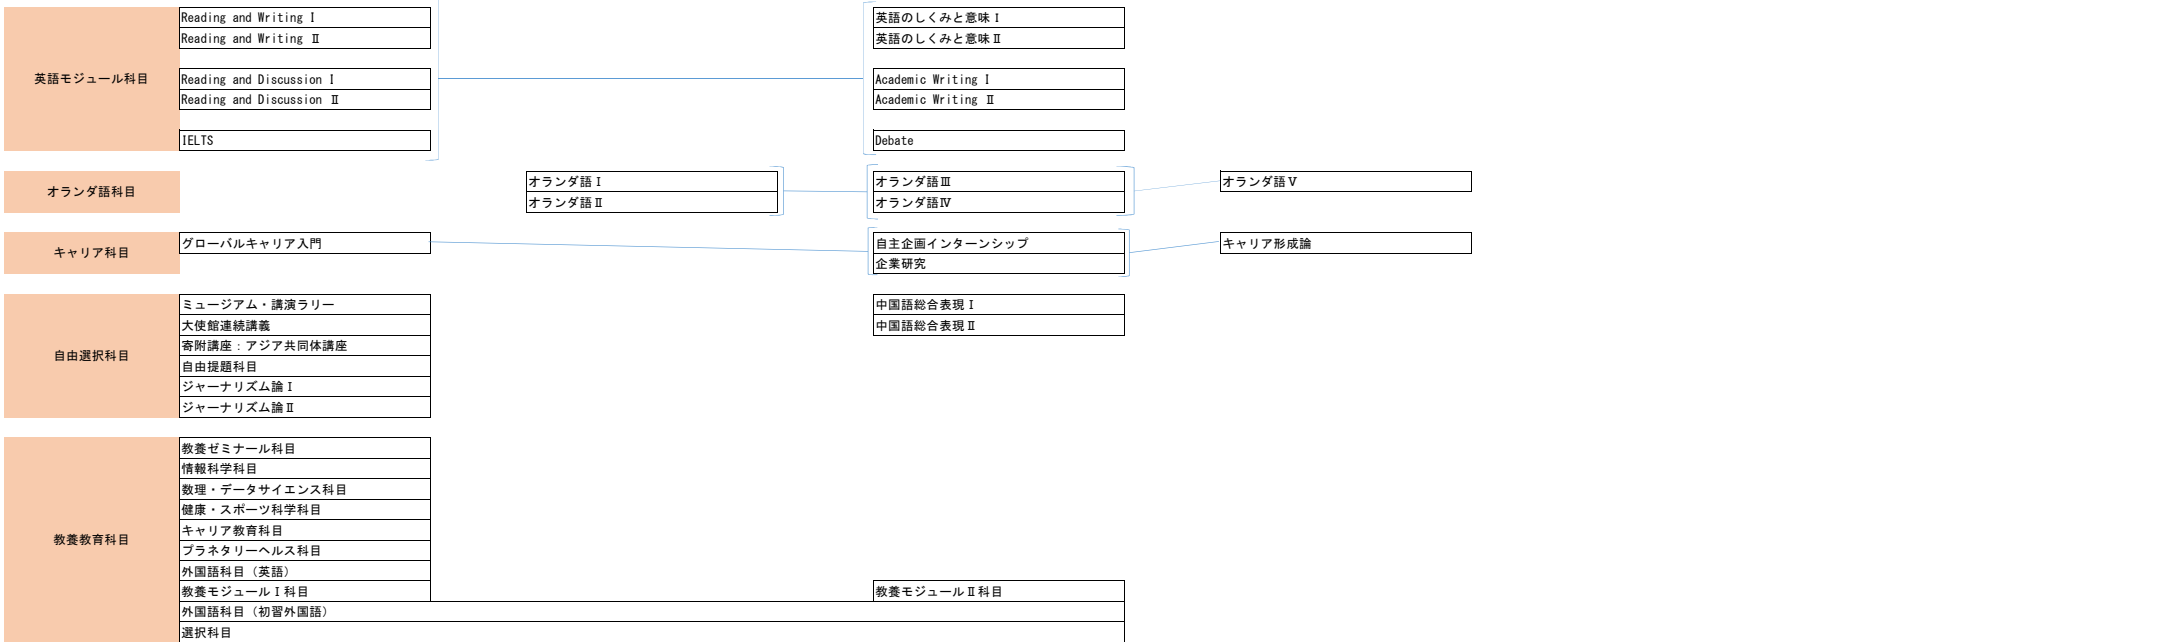 Reading and Writing Ⅰ
英語のしくみと意味Ⅰ
Reading and Writing Ⅱ
英語のしくみと意味Ⅱ
英語モジュール科目
Reading and Discussion Ⅰ
Academic Writing Ⅰ
Reading and Discussion Ⅱ
Academic Writing Ⅱ
IELTS
Debate
オランダ語科目
オランダ語Ⅰ
オランダ語Ⅲ
オランダ語Ⅴ
オランダ語Ⅱ
オランダ語Ⅳ
キャリア科目
グローバルキャリア入門
自主企画インターンシップ
キャリア形成論
企業研究
自由選択科目
ミュージアム・講演ラリー
中国語総合表現Ⅰ
大使館連続講義
中国語総合表現Ⅱ
寄附講座：アジア共同体講座
自由提題科目
ジャーナリズム論Ⅰ
ジャーナリズム論Ⅱ
教養教育科目
教養ゼミナール科目
情報科学科目
数理・データサイエンス科目
健康・スポーツ科学科目
キャリア教育科目
プラネタリーヘルス科目
外国語科目（英語）
教養モジュールⅠ科目
教養モジュールⅡ科目
外国語科目（初習外国語）
選択科目